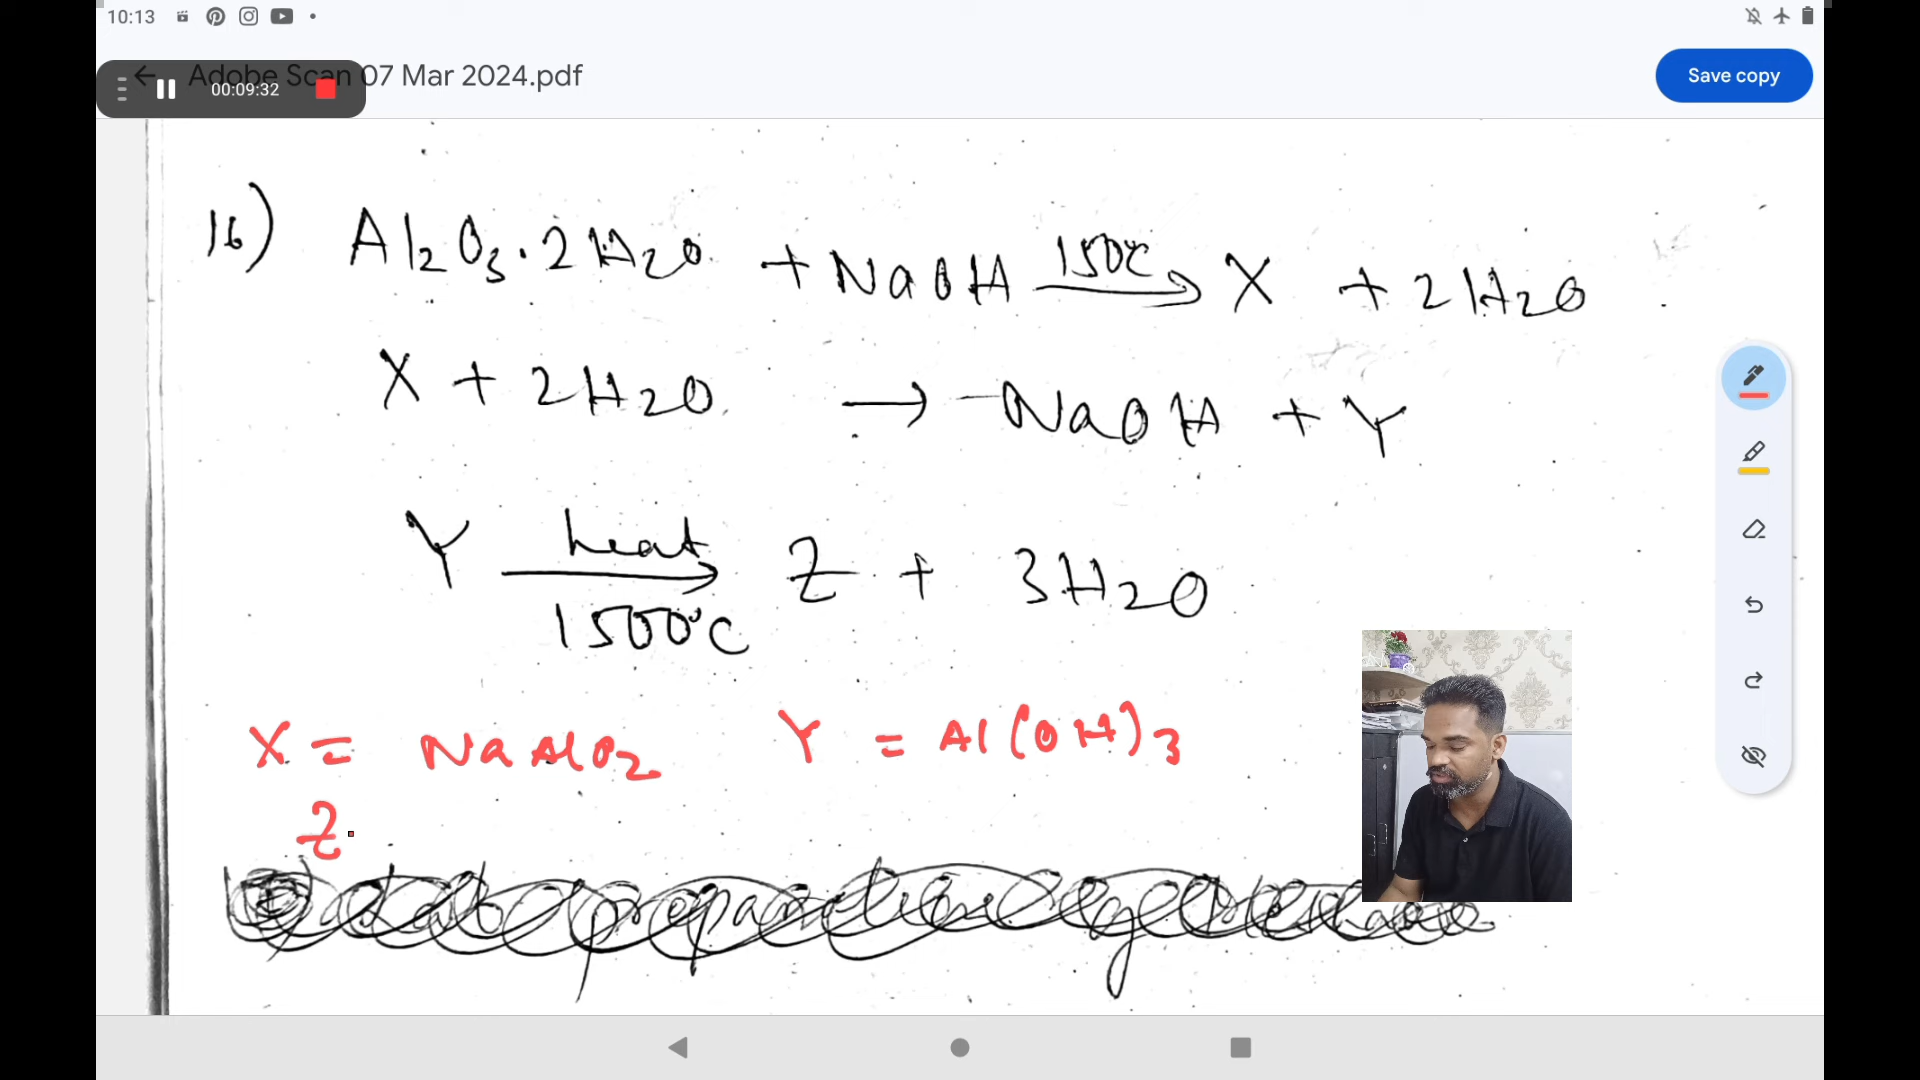 10:13
Adobe Scan 07 Mar 2024.pdf
00:09:32
Save copy
16) Al₂O₃·2H₂O + NaOH 150°C → X + 2H₂O
X + 2H₂O → NaOH + Y
Y heat → Z + 3H₂O
1500°C
X = NaAlO₂ Y = Al(OH)₃
Z